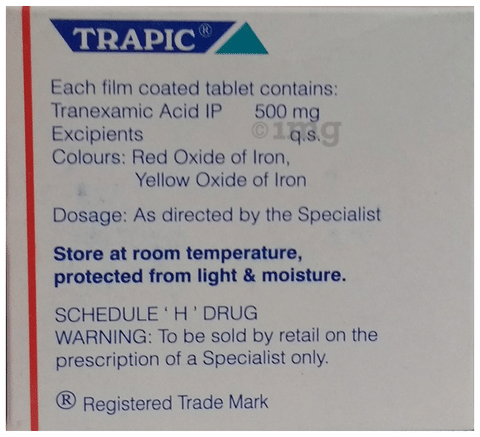 TRAPIC®
Each film coated tablet contains:
Tranexamic Acid IP 500 mg
©1mg
Excipients q.s.
Colours: Red Oxide of Iron,
Yellow Oxide of Iron
Dosage: As directed by the Specialist
Store at room temperature,
protected from light & moisture.
SCHEDULE ' H ' DRUG
WARNING: To be sold by retail on the
prescription of a Specialist only.
® Registered Trade Mark